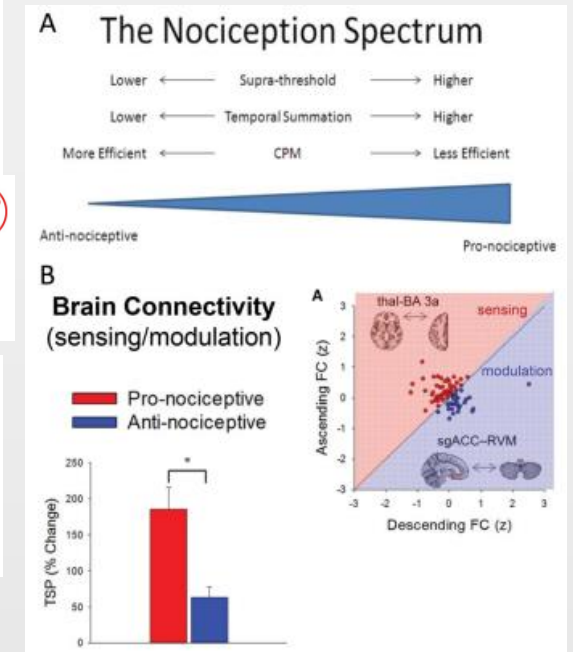 A
The Nociception Spectrum
Lower Supra-threshold Higher
Lower Temporal Summation Higher
More Efficient CPM Less Efficient
Anti-nociceptive
Pro-nociceptive
B
Brain Connectivity
(sensing/modulation)
Pro-nociceptive
Anti-nociceptive
*
TSP (% Change)
250
200
150
100
50
0
A
thal-BA 3a
sensing
modulation
sgACC–RVM
Ascending FC (z)
3
2
1
0
-1
-2
-3
-3 -2 -1 0 1 2 3
Descending FC (z)